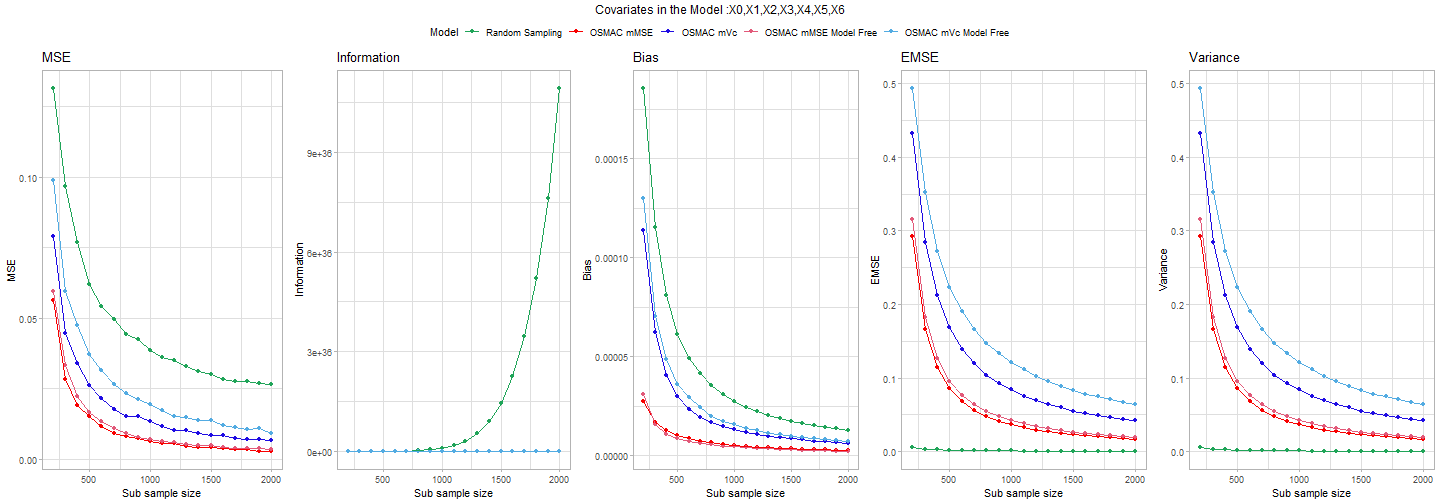 Covariates in the Model :X0,X1,X2,X3,X4,X5,X6
Model Random Sampling OSMAC mMSE OSMAC mVc OSMAC mMSE Model Free OSMAC mVc Model Free
MSE
MSE
0.10
0.05
0.00
500 1000 1500 2000
Sub sample size
Information
Information
9e+36
6e+36
3e+36
0e+00
500 1000 1500 2000
Sub sample size
Bias
Bias
0.00015
0.00010
0.00005
0.00000
500 1000 1500 2000
Sub sample size
EMSE
EMSE
0.5
0.4
0.3
0.2
0.1
0.0
500 1000 1500 2000
Sub sample size
Variance
Variance
0.5
0.4
0.3
0.2
0.1
0.0
500 1000 1500 2000
Sub sample size